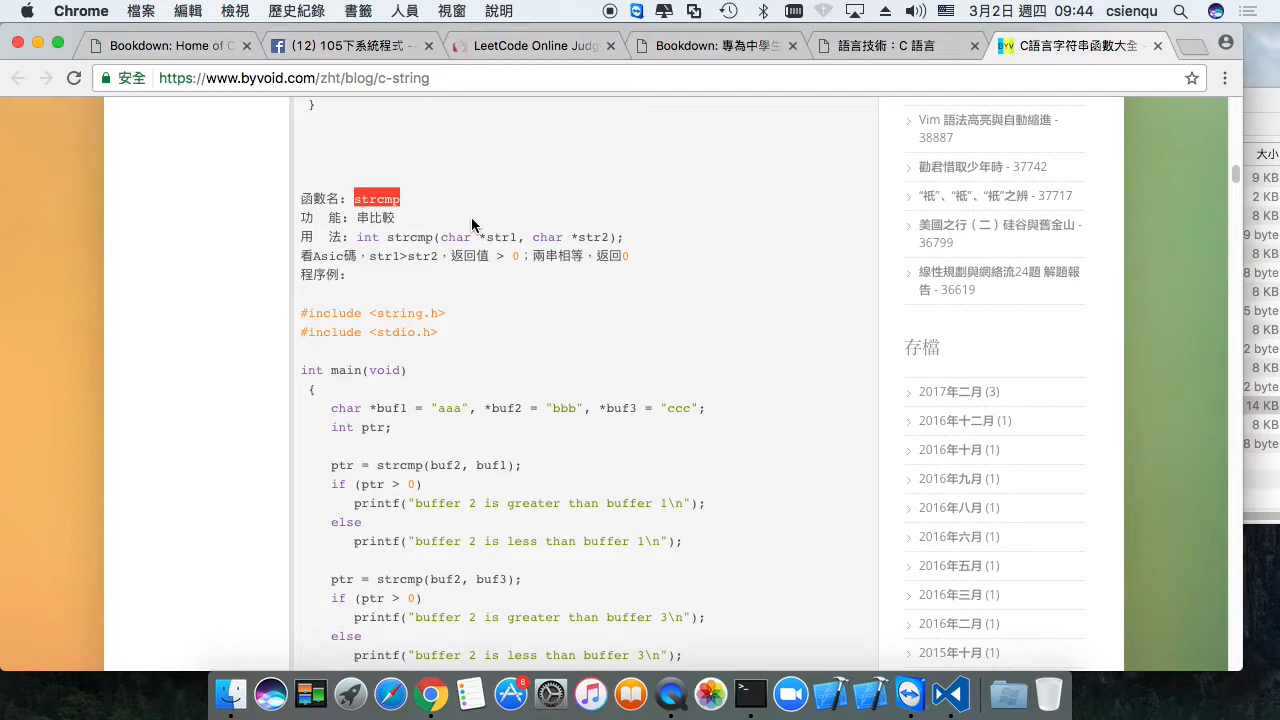 Chrome 檔案 編輯 檢視 歷史紀錄 書籤 人員 視窗 說明 3月2日 週四 09:44 csienqu
Bookdown: Home of C
(12) 105下系統程式 -
LeetCode Online Judg
Bookdown: 專為中學生
語言技術：C 語言
BYV C語言字符串函數大全
安全 https://www.byvoid.com/zht/blog/c-string
}
函數名: strcmp
功 能: 串比較
用 法: int strcmp(char *str1, char *str2);
看Asic碼，str1>str2，返回值 > 0；兩串相等，返回0
程序例:
#include <string.h>
#include <stdio.h>
int main(void)
{
char *buf1 = "aaa", *buf2 = "bbb", *buf3 = "ccc";
int ptr;
ptr = strcmp(buf2, buf1);
if (ptr > 0)
printf("buffer 2 is greater than buffer 1\n");
else
printf("buffer 2 is less than buffer 1\n");
ptr = strcmp(buf2, buf3);
if (ptr > 0)
printf("buffer 2 is greater than buffer 3\n");
else
printf("buffer 2 is less than buffer 3\n");
Vim 語法高亮與自動縮進 -
38887
勸君惜取少年時 - 37742
“祇”、“衹”、“袛”之辨 - 37717
美國之行（二）硅谷與舊金山 -
36799
線性規劃與網絡流24題 解題報
告 - 36619
存檔
2017年二月 (3)
2016年十二月 (1)
2016年十月 (1)
2016年九月 (1)
2016年八月 (1)
2016年六月 (1)
2016年五月 (1)
2016年三月 (1)
2016年二月 (1)
2015年十月 (1)
大小
9 KB
2 KB
8 KB
9 byte
8 KB
8 KB
8 KB
5 byte
8 KB
2 byte
8 KB
2 byte
14 KB
8 KB
8 byte
6